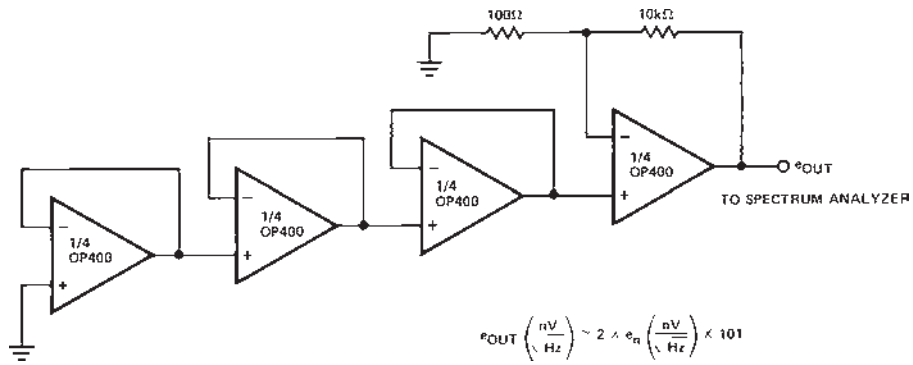 100Ω
10kΩ
−
1/4
OP400
+
−
1/4
OP400
+
−
1/4
OP400
+
−
1/4
OP400
+
eOUT
TO SPECTRUM ANALYZER
eOUT (nV/√Hz) ~ 2 × en (nV/√Hz) × 101